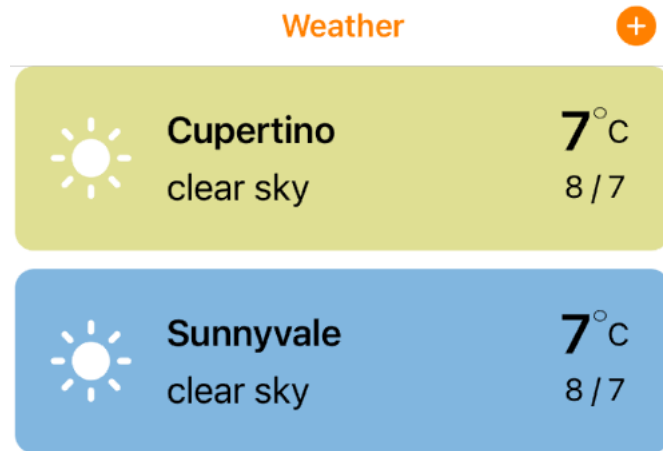 Weather
Cupertino
7°C
clear sky
8/7
Sunnyvale
7°C
clear sky
8/7